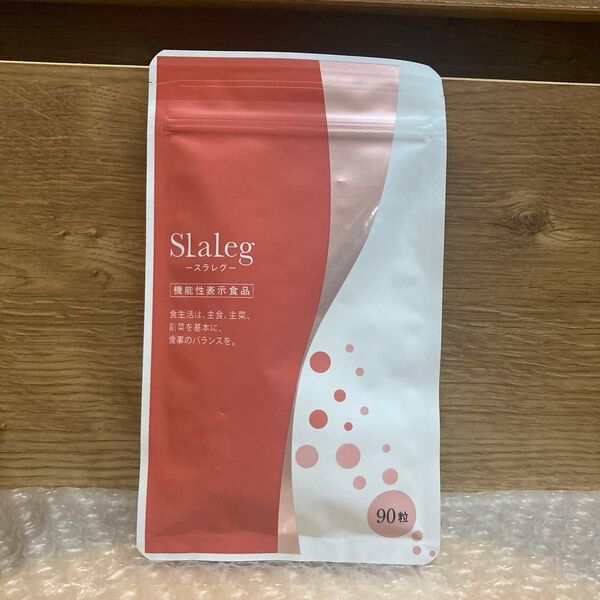 Slaleg
ースラレグー
機能性表示食品
食生活は、主食、主菜、
副菜を基本に、
食事のバランスを。
90粒